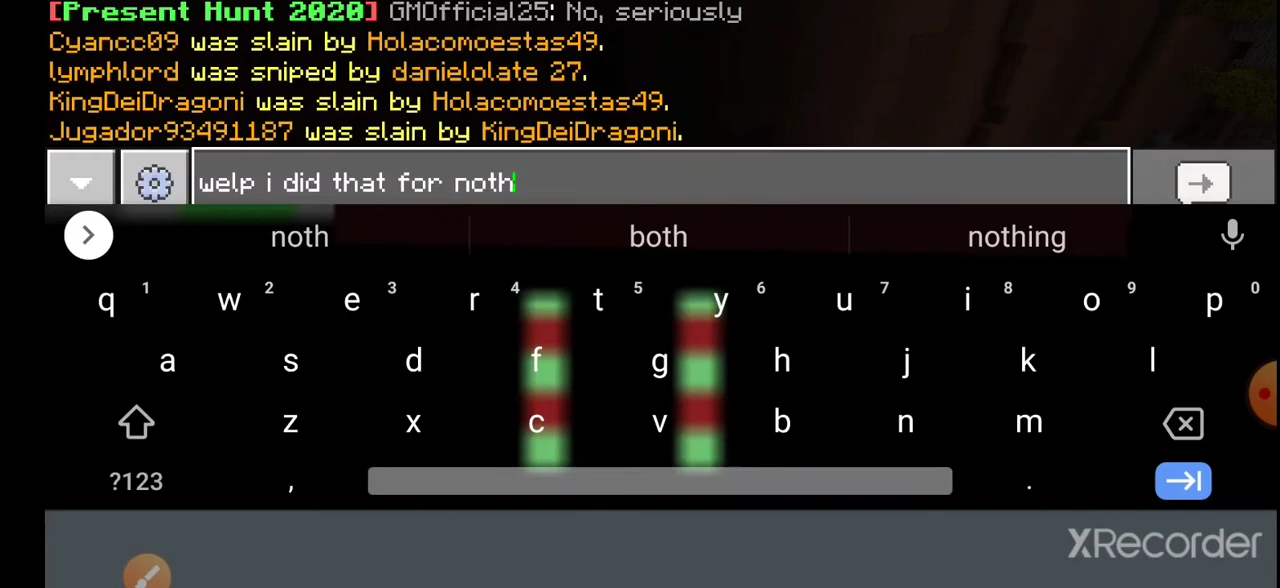 [Present Hunt 2020] GMOfficial25: No, seriously
Cyancc09 was slain by Holacomoestas49.
lymphlord was sniped by danielolate 27.
KingDeiDragoni was slain by Holacomoestas49.
Jugador93491187 was slain by KingDeiDragoni.
welp i did that for noth
noth both nothing
q 1 w 2 e 3 r 4 t 5 y 6 u 7 i 8 o 9 p 0
a s d f g h j k l
z x c v b n m
?123 , .
XRecorder